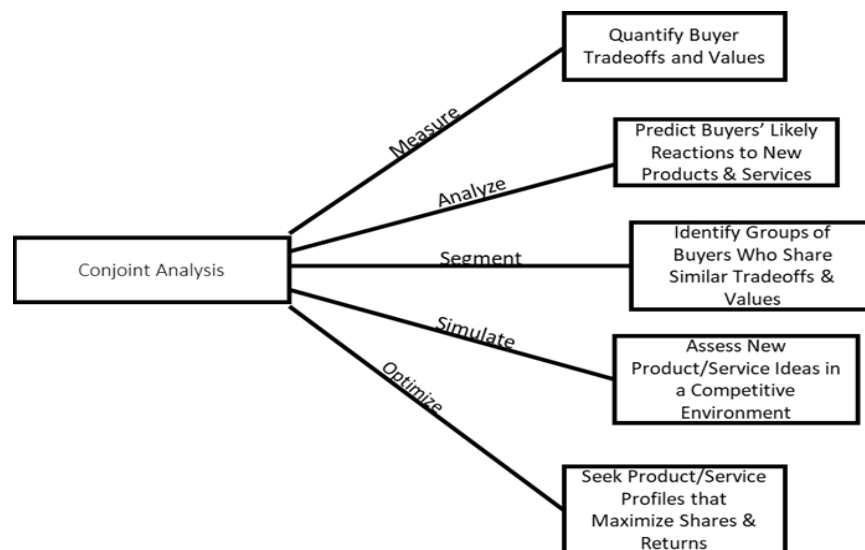 Quantify Buyer
Tradeoffs and Values
Measure
Predict Buyers’ Likely
Reactions to New
Products & Services
Analyze
Conjoint Analysis
Segment
Identify Groups of
Buyers Who Share
Similar Tradeoffs &
Values
Simulate
Assess New
Product/Service Ideas in
a Competitive
Environment
Optimize
Seek Product/Service
Profiles that
Maximize Shares &
Returns